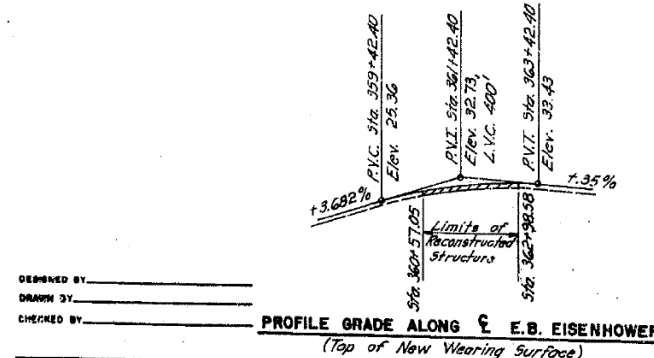 P.V.C. Sta. 359+42.40
Elev. 25.36
P.V.I. Sta. 361+42.40
Elev. 32.73,
L.V.C. 400'
P.V.T. Sta. 363+42.40
Elev. 33.43
+3.682%
+.35%
Sta. 360+57.05
Limits of
Reconstructed
Structure
Sta. 362+98.58
DESIGNED BY
DRAWN BY
CHECKED BY
PROFILE GRADE ALONG ℄ E.B. EISENHOWER
(Top of New Wearing Surface)